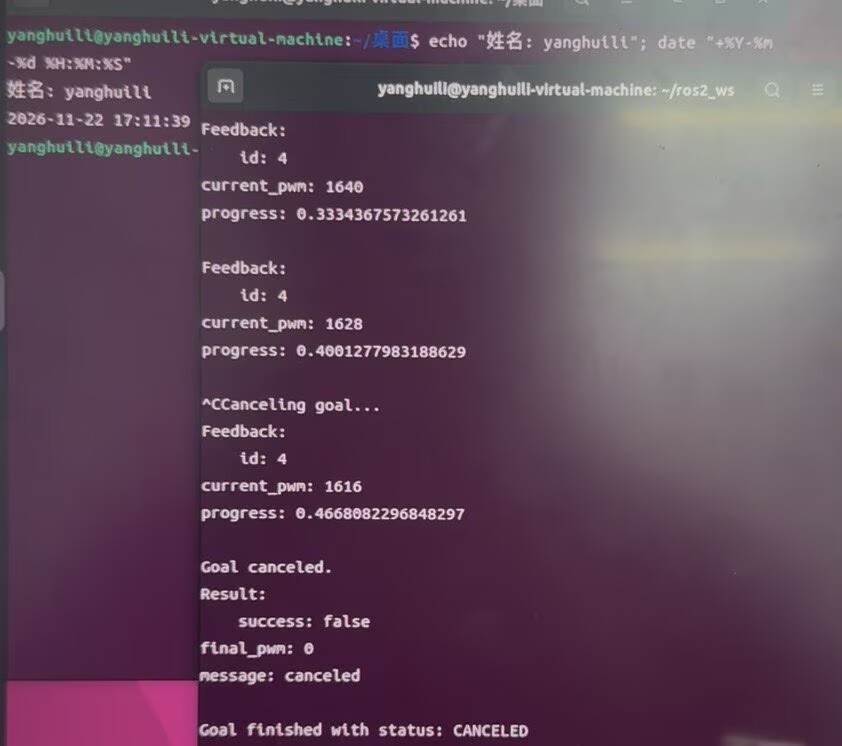 yanghuili@yanghuili-virtual-machine:~/桌面$ echo "姓名: yanghuili"; date "+%Y-%m
-%d %H:%M:%S"
姓名: yanghuili
2026-11-22 17:11:39
yanghuili@yanghuili-
yanghuili@yanghuili-virtual-machine: ~/ros2_ws
Feedback:
id: 4
current_pwm: 1640
progress: 0.3334367573261261
Feedback:
id: 4
current_pwm: 1628
progress: 0.4001277983188629
^CCanceling goal...
Feedback:
id: 4
current_pwm: 1616
progress: 0.4668082296848297
Goal canceled.
Result:
success: false
final_pwm: 0
message: canceled
Goal finished with status: CANCELED